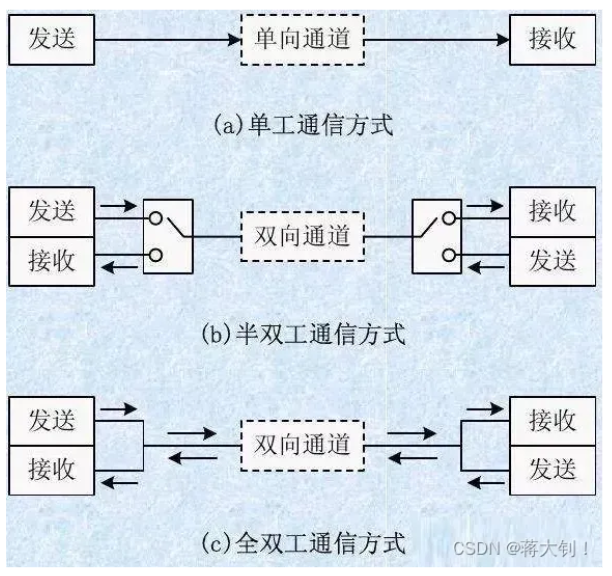 发送 单向通道 接收
(a)单工通信方式
发送 接收
双向通道
接收 发送
(b)半双工通信方式
发送 接收
双向通道
接收 发送
(c)全双工通信方式
CSDN @蒋大钊！